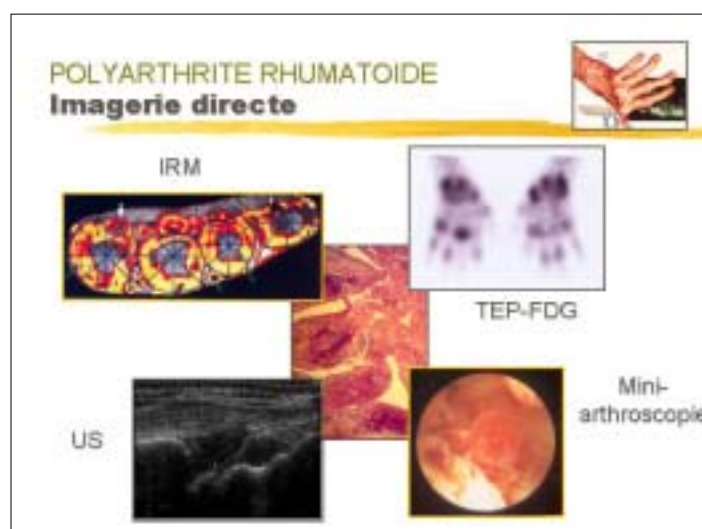 POLYARTHRITE RHUMATOIDE
Imagerie directe
IRM
TEP-FDG
US
Mini-
arthroscopie